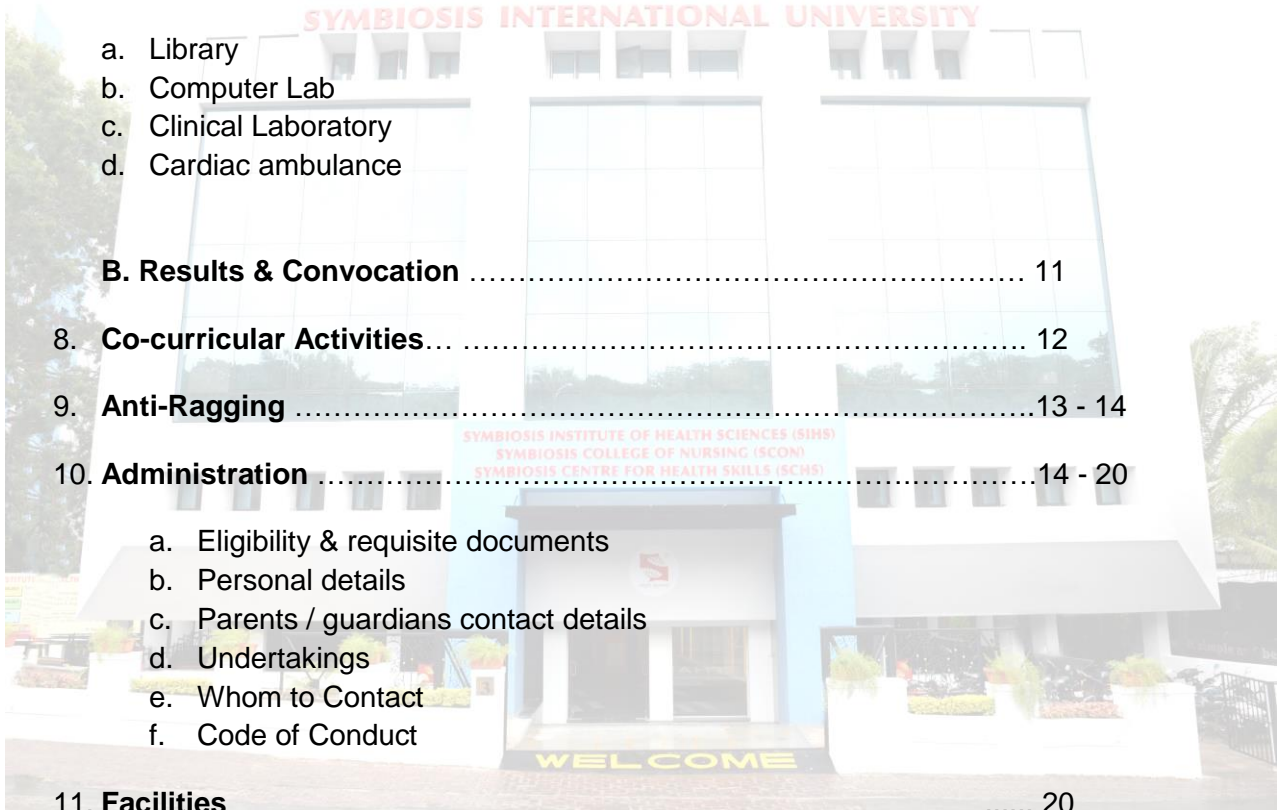 SYMBIOSIS INTERNATIONAL UNIVERSITY
a. Library
b. Computer Lab
c. Clinical Laboratory
d. Cardiac ambulance
B. Results & Convocation ………………………………………………… 11
8. Co-curricular Activities… ………………………………………………… 12
9. Anti-Ragging …………………………………………………………………13 - 14
SYMBIOSIS INSTITUTE OF HEALTH SCIENCES (SIHS)
SYMBIOSIS COLLEGE OF NURSING (SCON)
SYMBIOSIS CENTRE FOR HEALTH SKILLS (SCHS)
10. Administration ………………………………………………………………14 - 20
a. Eligibility & requisite documents
b. Personal details
c. Parents / guardians contact details
d. Undertakings
e. Whom to Contact
f. Code of Conduct
3
WELCOME
11. Facilities ...... 20